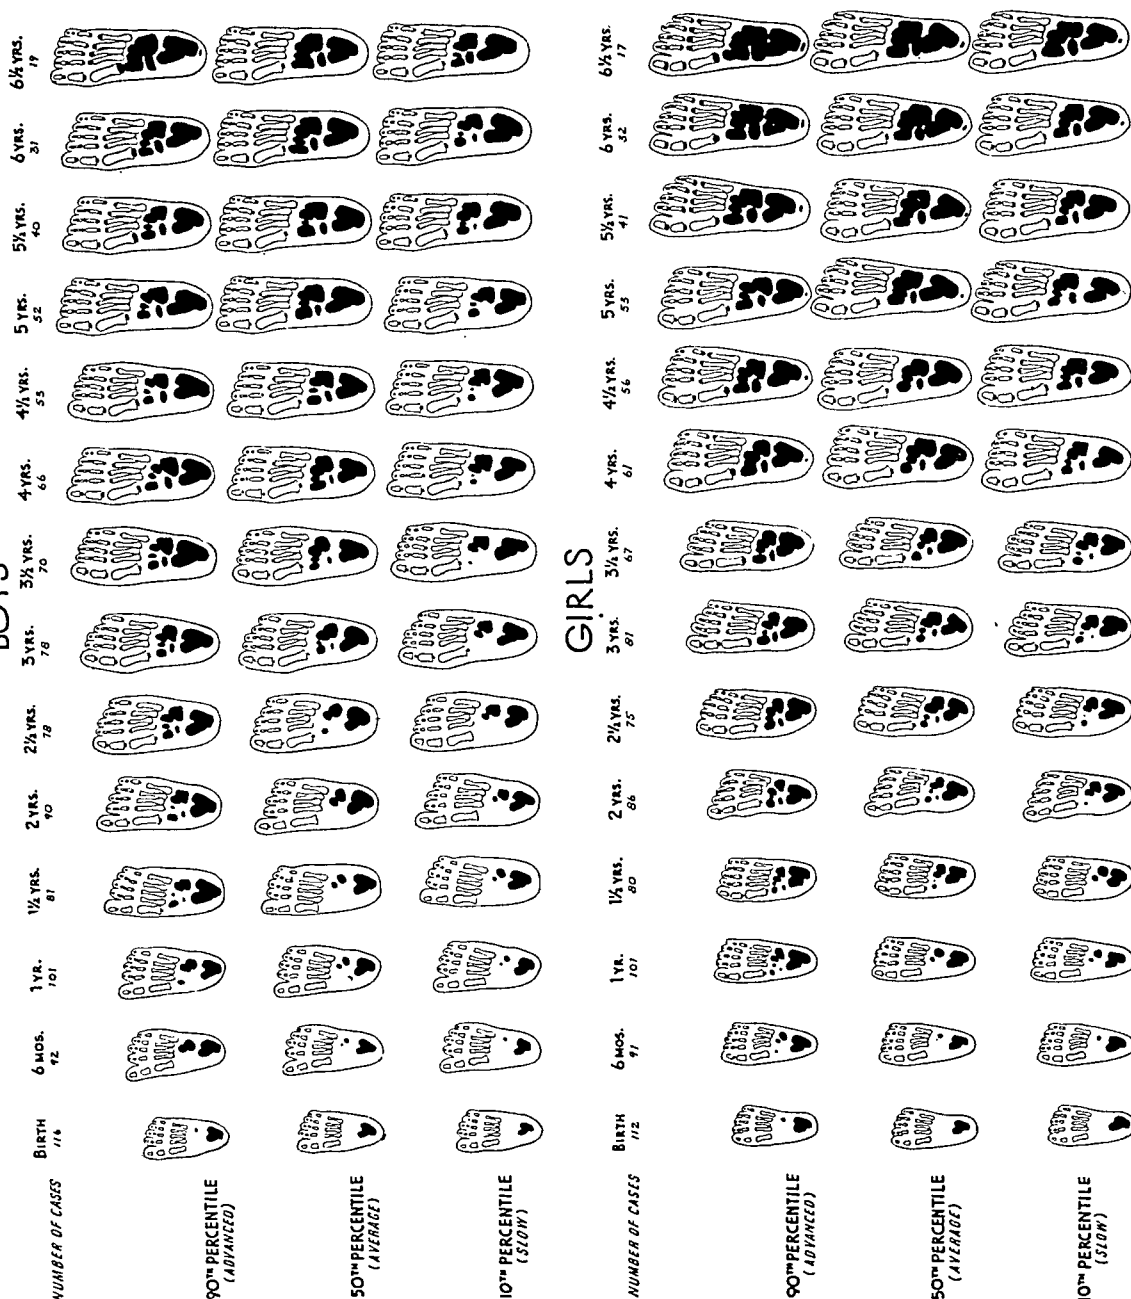 BOYS
BIRTH 6 MOS. 1 YR. 1½ YRS. 2 YRS. 2½ YRS. 3 YRS. 3½ YRS. 4 YRS. 4½ YRS. 5 YRS. 5½ YRS. 6 YRS. 6½ YRS.
NUMBER OF CASES 116 92 101 81 90 78 78 70 66 55 52 40 31 19
90TH PERCENTILE
(ADVANCED)
50TH PERCENTILE
(AVERAGE)
10TH PERCENTILE
(SLOW)
GIRLS
BIRTH 6 MOS. 1 YR. 1½ YRS. 2 YRS. 2½ YRS. 3 YRS. 3½ YRS. 4 YRS. 4½ YRS. 5 YRS. 5½ YRS. 6 YRS. 6½ YRS.
NUMBER OF CASES 112 91 101 80 86 75 81 67 61 56 41 17
90TH PERCENTILE
(ADVANCED)
50TH PERCENTILE
(AVERAGE)
10TH PERCENTILE
(SLOW)